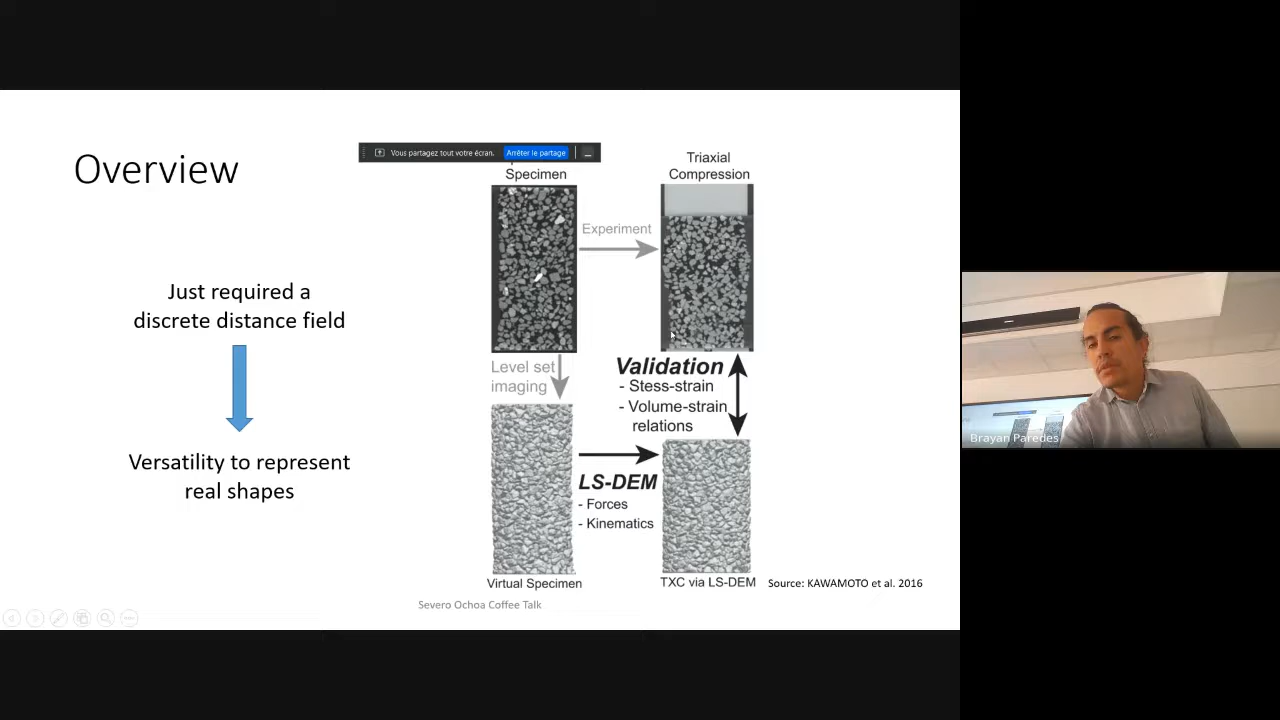 Overview
Just required a
discrete distance field
Versatility to represent
real shapes
Vous partagez tout votre écran.
Arrêter le partage
Specimen
Triaxial
Compression
Experiment
Level set
imaging
Validation
- Stess-strain
- Volume-strain
relations
LS-DEM
- Forces
- Kinematics
Virtual Specimen
TXC via LS-DEM
Source: KAWAMOTO et al. 2016
Severo Ochoa Coffee Talk
Brayan Paredes